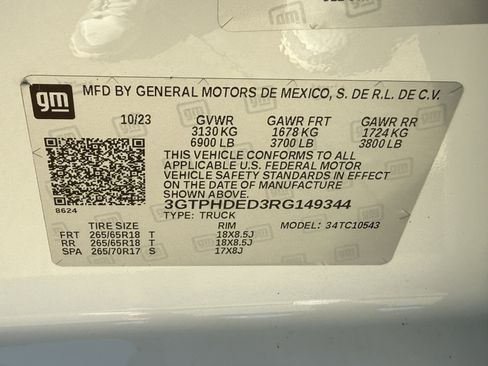 gm
MFD BY GENERAL MOTORS DE MEXICO, S. DE R.L. DE C.V.
10/23 GVWR GAWR FRT GAWR RR
3130 KG 1678 KG 1724 KG
6900 LB 3700 LB 3800 LB
THIS VEHICLE CONFORMS TO ALL
APPLICABLE U.S. FEDERAL MOTOR
VEHICLE SAFETY STANDARDS IN EFFECT
ON THE DATE OF MANUFACTURE
SHOWN ABOVE.
3GTPHDED3RG149344
8624
TYPE: TRUCK
TIRE SIZE RIM MODEL: 34TC10543
FRT 265/65R18 T 18X8.5J
RR 265/65R18 T 18X8.5J
SPA 265/70R17 S 17X8J